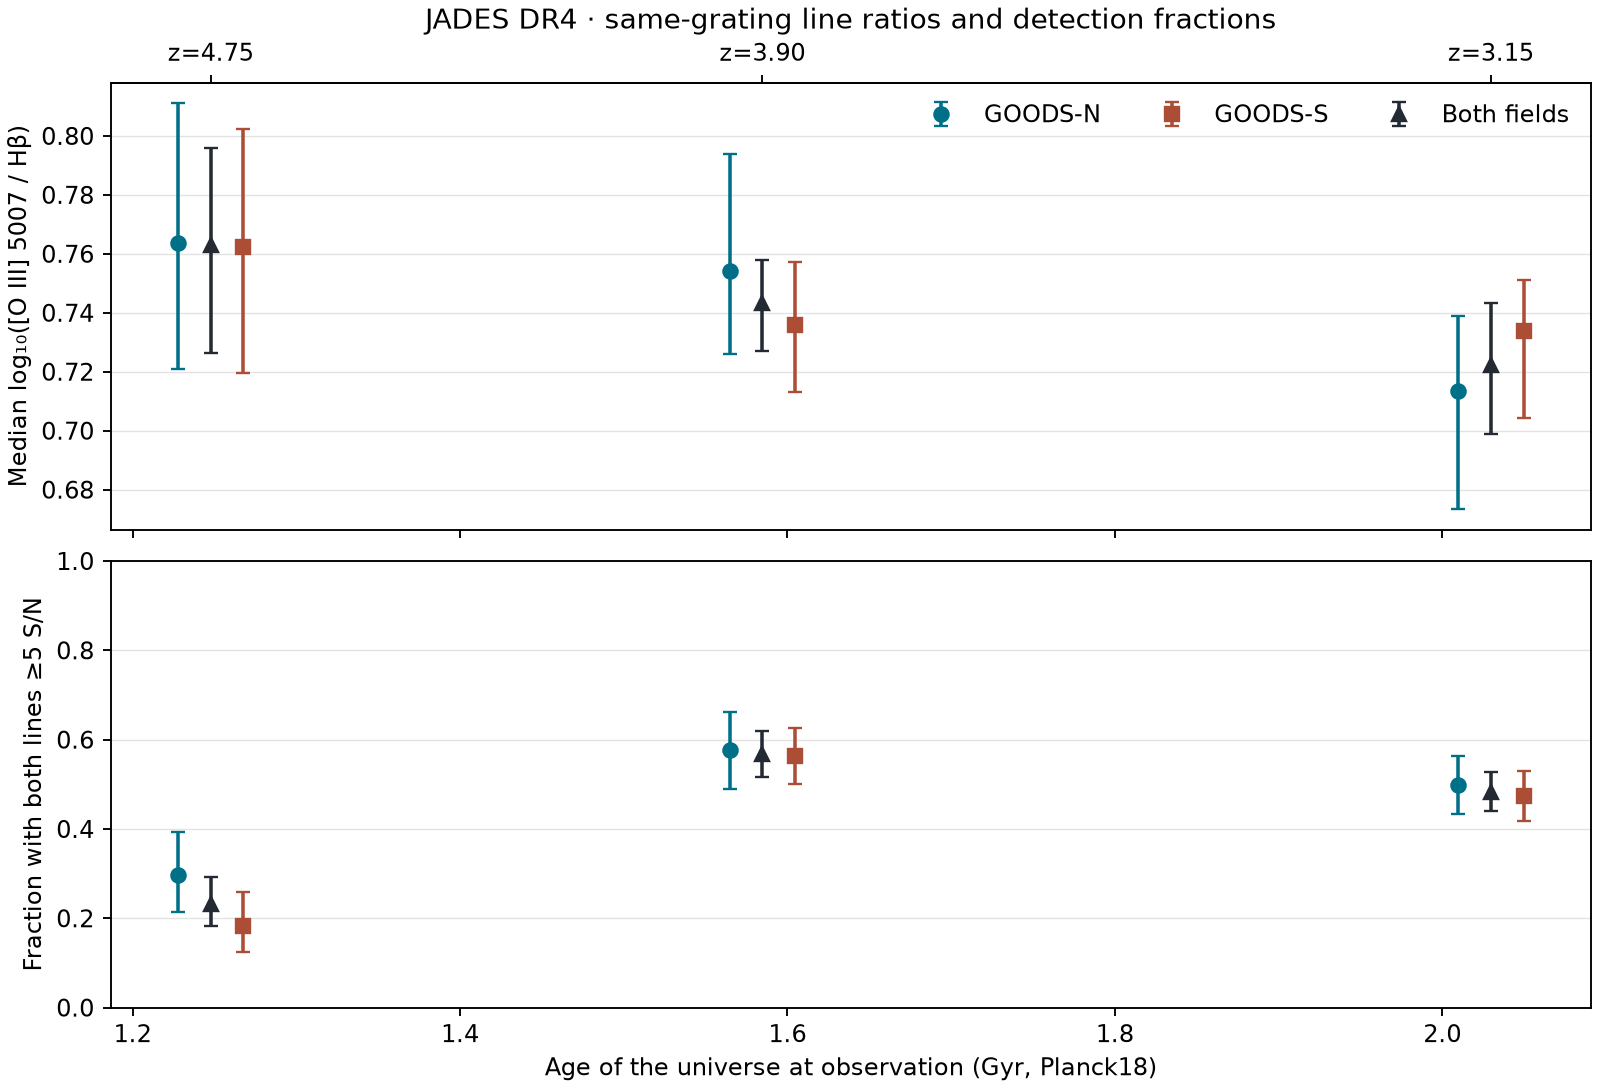 JADES DR4 · same-grating line ratios and detection fractions
z=4.75 z=3.90 z=3.15
GOODS-N GOODS-S Both fields
Median log₁₀([O III] 5007 / Hβ)
0.80
0.78
0.76
0.74
0.72
0.70
0.68
Fraction with both lines ≥5 S/N
1.0
0.8
0.6
0.4
0.2
0.0
1.2 1.4 1.6 1.8 2.0
Age of the universe at observation (Gyr, Planck18)